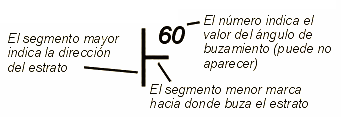 60
El número indica el
valor del ángulo de
buzamiento (puede no
aparecer)
El segmento mayor
indica la dirección
del estrato
El segmento menor marca
hacia donde buza el estrato